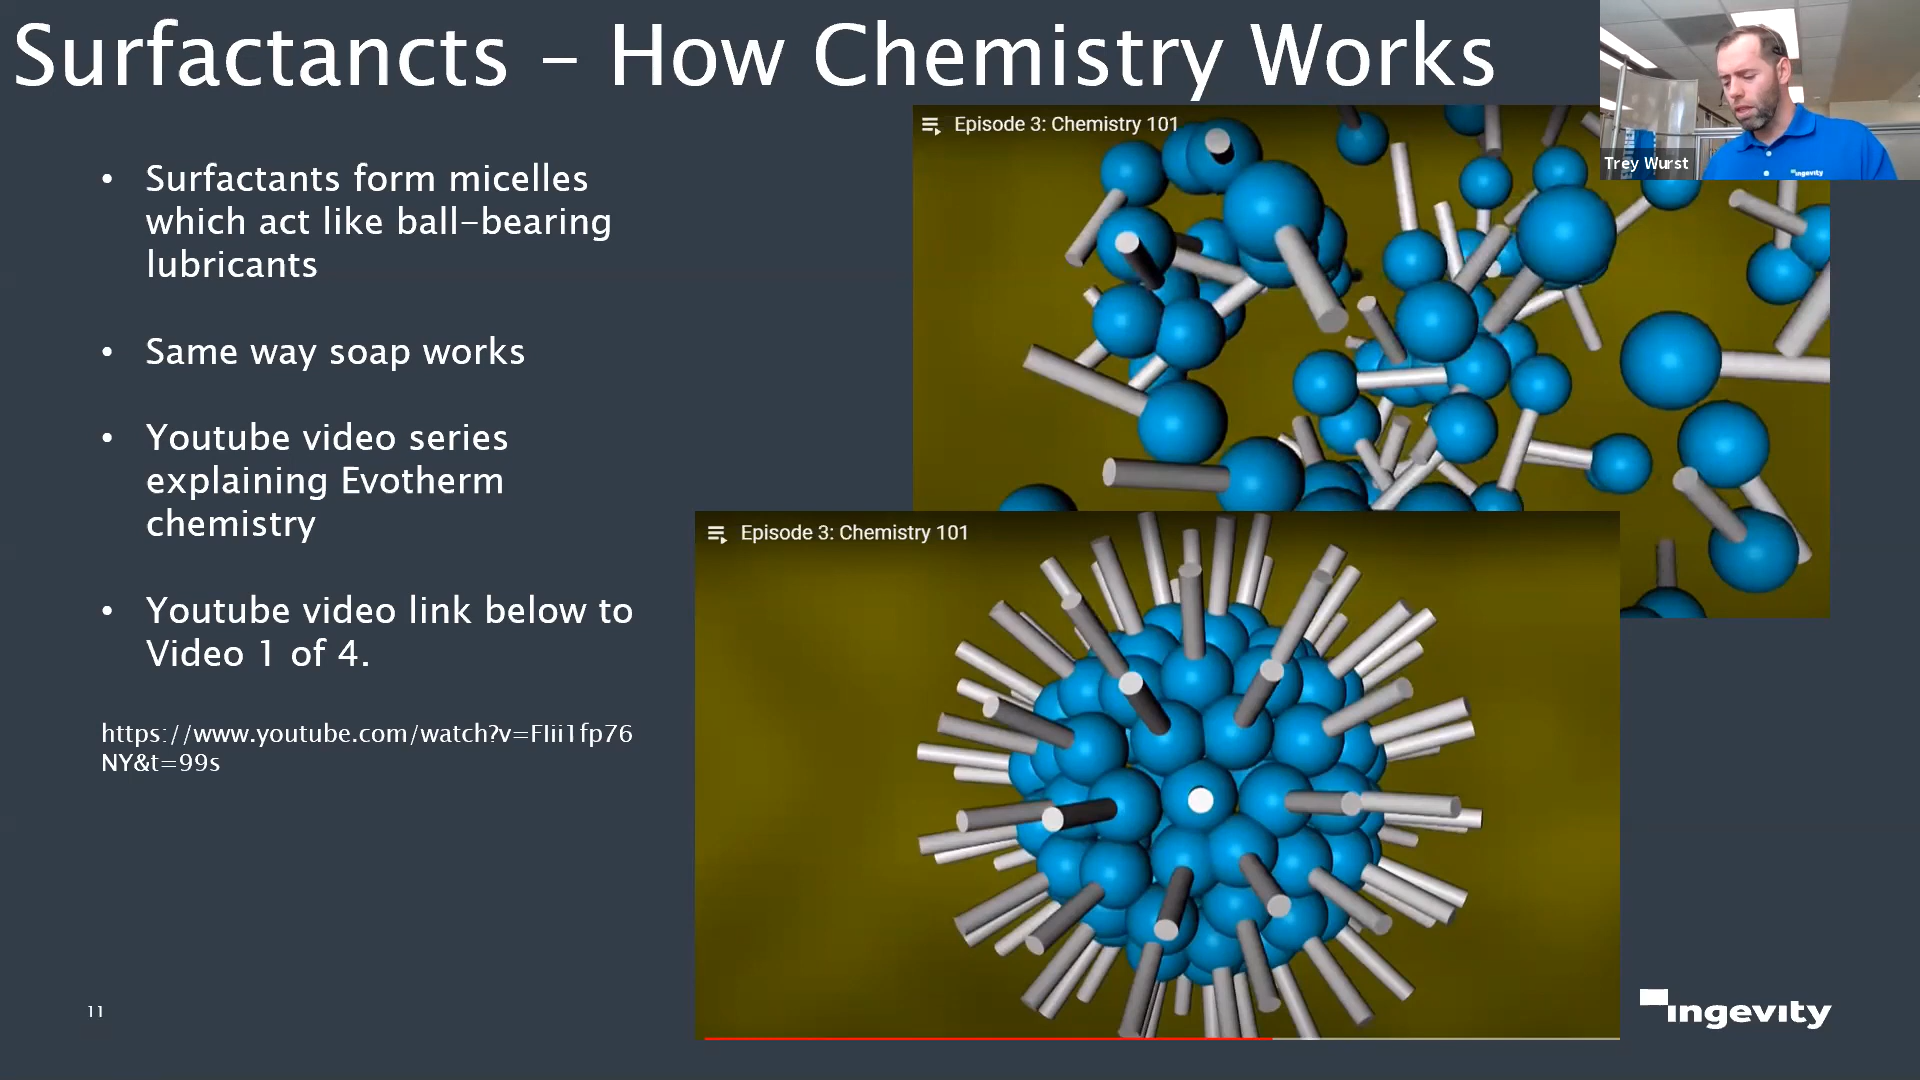 Surfactancts – How Chemistry Works
• Surfactants form micelles
which act like ball-bearing
lubricants
• Same way soap works
• Youtube video series
explaining Evotherm
chemistry
• Youtube video link below to
Video 1 of 4.
https://www.youtube.com/watch?v=FIii1fp76
NY&t=99s
Episode 3: Chemistry 101
Episode 3: Chemistry 101
Trey Wurst
ingevity
11
ingevity